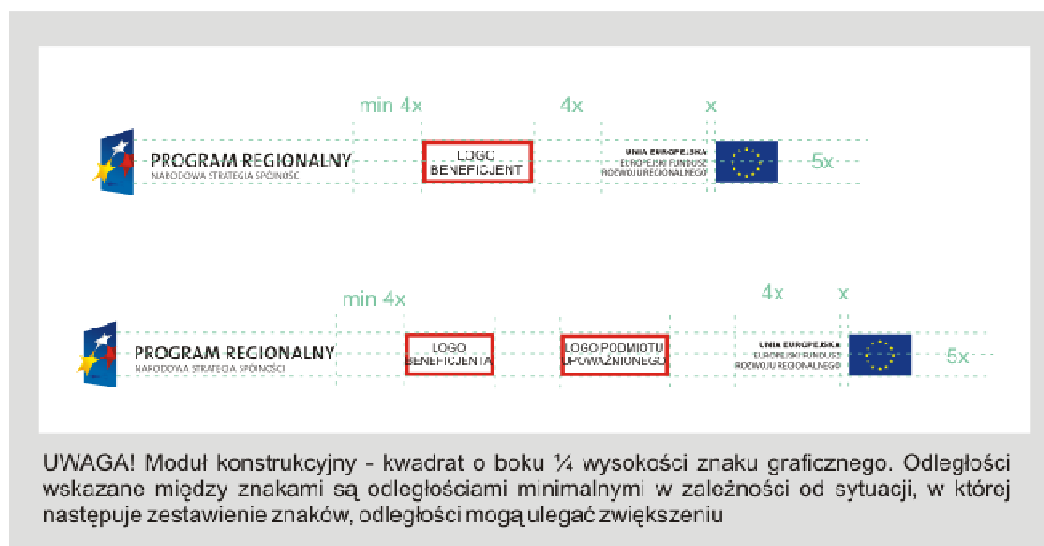 min 4x 4x x
PROGRAM REGIONALNY
NARODOWA STRATEGIA SPÓJNOŚC
LOGO
BENEFICJENT
UNIA EUROPEJSKA
EUROPEJSKI FUNDUSZ
ROZWOJU REGIONALNEGO
5x
min 4x 4x x
PROGRAM REGIONALNY
NARODOWA STRATEGIA SPÓJNOŚCI
LOGO
BENEFICJENTA
LOGO PODMIOTU
UPOWAŻNIONEGO
UNIA EUROPEJSKA
EUROPEJSKI FUNDUSZ
ROZWOJU REGIONALNEGO
5x
UWAGA! Moduł konstrukcyjny - kwadrat o boku ¼ wysokości znaku graficznego. Odległości
wskazane między znakami są odległościami minimalnymi w zależności od sytuacji, w której
następuje zestawienie znaków, odległości mogą ulegać zwiększeniu